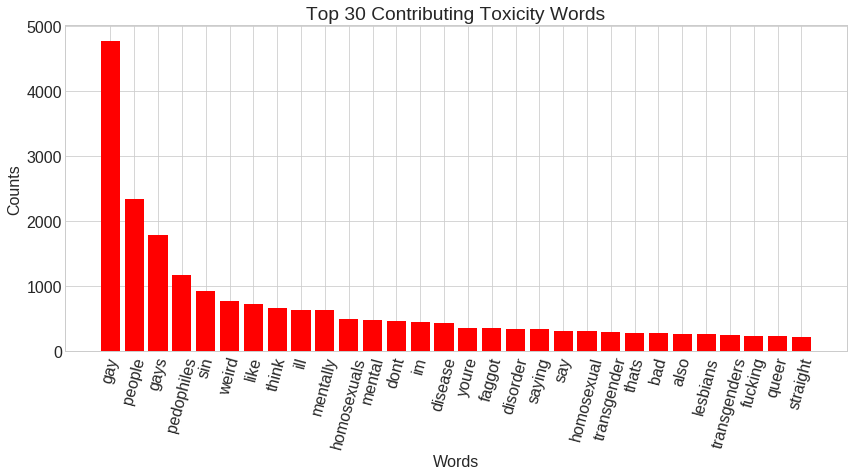 Top 30 Contributing Toxicity Words
5000
4000
3000
2000
1000
0
Counts
gay
people
gays
pedophiles
sin
weird
like
think
ill
mentally
homosexuals
mental
dont
im
disease
youre
faggot
disorder
saying
say
homosexual
transgender
thats
bad
also
lesbians
transgenders
fucking
queer
straight
Words